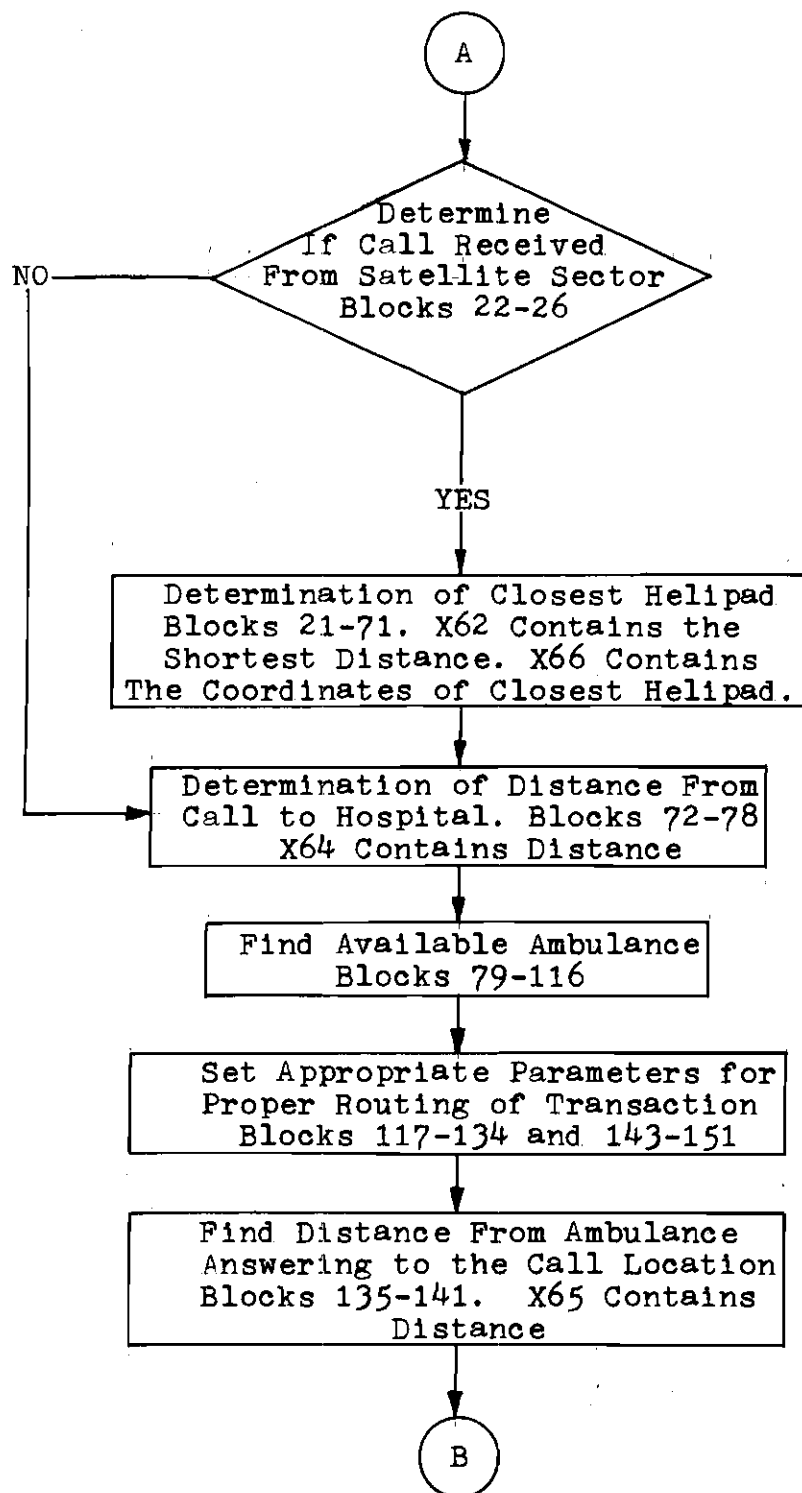 A
Determine
If Call Received
From Satellite Sector
Blocks 22-26
NO
YES
Determination of Closest Helipad
Blocks 21-71. X62 Contains the
Shortest Distance. X66 Contains
The Coordinates of Closest Helipad.
Determination of Distance From
Call to Hospital. Blocks 72-78
X64 Contains Distance
Find Available Ambulance
Blocks 79-116
Set Appropriate Parameters for
Proper Routing of Transaction
Blocks 117-134 and 143-151
Find Distance From Ambulance
Answering to the Call Location
Blocks 135-141. X65 Contains
Distance
B